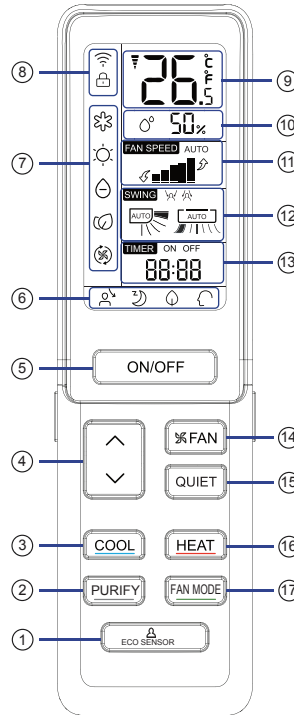 8
26.5
°C
°F
9
50%
10
FAN SPEED AUTO
11
7
SWING
AUTO
AUTO
12
TIMER ON OFF
88:88
13
6
5
ON/OFF
4
FAN
14
QUIET
15
3
COOL
HEAT
16
2
PURIFY
FAN MODE
17
1
ECO SENSOR